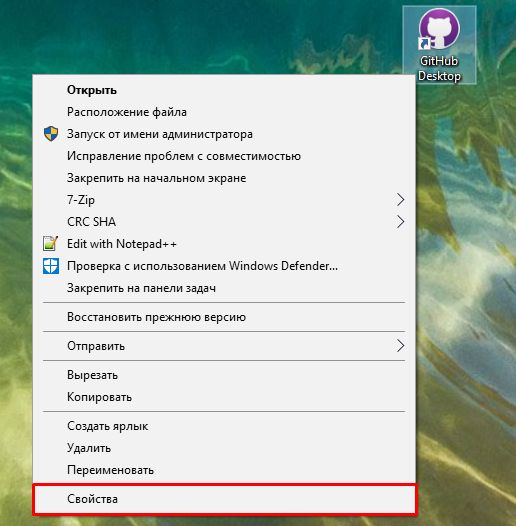 GitHub
Desktop
Открыть
Расположение файла
Запуск от имени администратора
Исправление проблем с совместимостью
Закрепить на начальном экране
7-Zip
CRC SHA
Edit with Notepad++
Проверка с использованием Windows Defender...
Закрепить на панели задач
Восстановить прежнюю версию
Отправить
Вырезать
Копировать
Создать ярлык
Удалить
Переименовать
Свойства